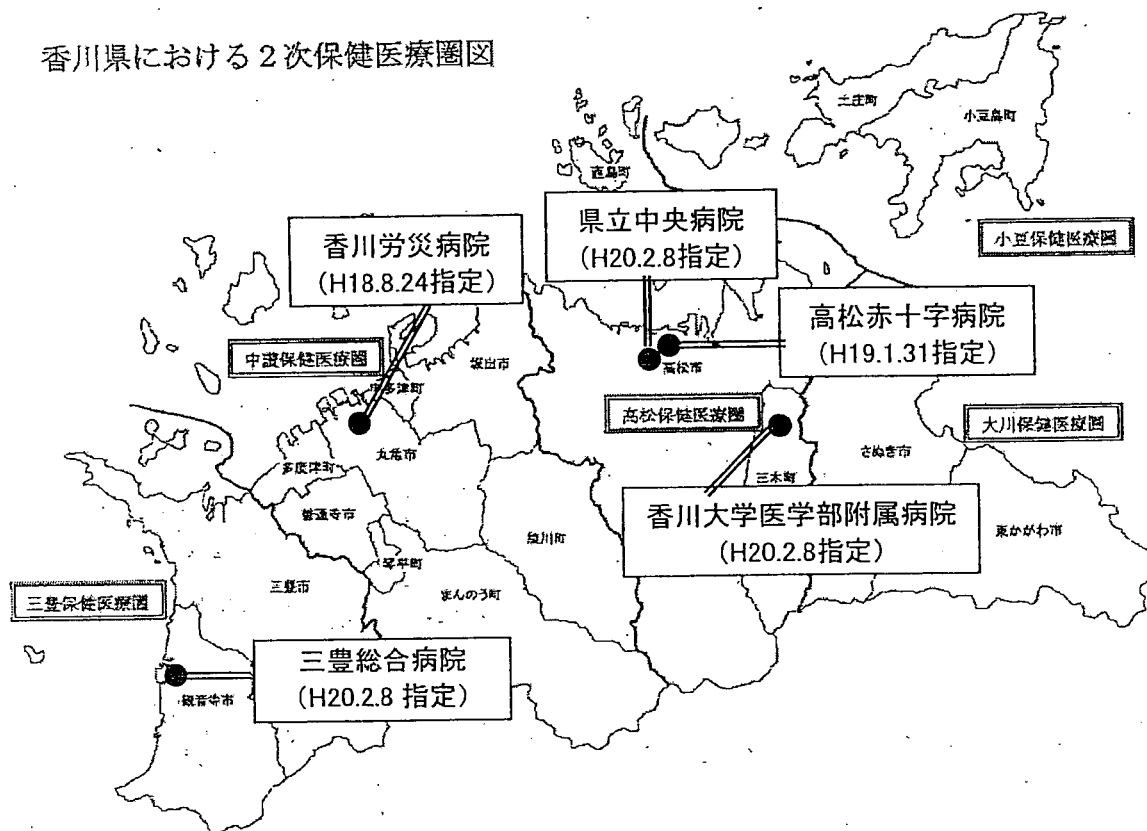 香川県における2次保健医療圏図
土庄町
小豆島町
直島町
県立中央病院
(H20.2.8指定)
小豆保健医療圏
香川労災病院
(H18.8.24指定)
高松赤十字病院
(H19.1.31指定)
中讃保健医療圏
坂出市
宇多津町
高松市
高松保健医療圏
大川保健医療圏
丸亀市
さぬき市
多度津町
三木町
善通寺市
香川大学医学部附属病院
(H20.2.8指定)
綾川町
東かがわ市
琴平町
三豊市
まんのう町
三豊保健医療圏
三豊総合病院
(H20.2.8 指定)
観音寺市